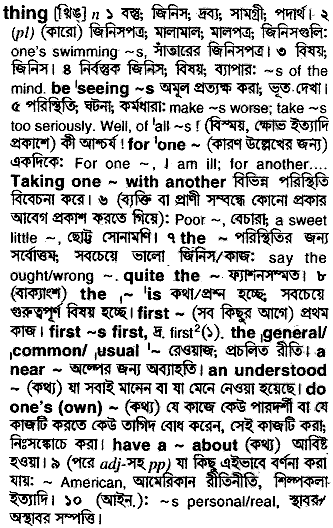 thing [থিঙ্] n ১ বস্তু; জিনিস; দ্রব্য; সামগ্রী; পদার্থ। ২
(pl) (কারো) জিনিসপত্র; মালামাল; মালপত্র; জিনিসগুলি:
one's swimming ~s, সাঁতারের জিনিসপত্র। ৩ বিষয়;
জিনিস। ৪ নির্বস্তুক জিনিস; বিষয়; ব্যাপার: ~s of the
mind. be ˈseeing ~s অমূল প্রত্যক্ষ করা; ভূত-দেখা।
৫ পরিস্থিতি; ঘটনা; কর্মধারা: make ~s worse; take ~s
too seriously. Well, of ˈall ~s ! (বিস্ময়, ক্ষোভ ইত্যাদি
প্রকাশে) কী আশ্চর্য! for ˈone ~ (কারণ উল্লেখের জন্য)
একদিকে: For one ~, I am ill; for another....
Taking one ~ with another বিভিন্ন পরিস্থিতি
বিবেচনা করে। ৬ (ব্যক্তি বা প্রাণী সম্বন্ধে কোনো প্রকার
আবেগ প্রকাশ করতে গিয়ে): Poor ~, বেচারা; a sweet
little ~, ছোট্ট সোনামণি। ৭ the ~ পরিস্থিতির জন্য
সর্বোত্তম; সবচেয়ে ভালো জিনিস/কাজ: say the
ought/wrong ~. quite the ~ ফ্যাশনসম্মত। ৮
(বাক্যাংশ) the ˌ~ ˈis কথা/প্রশ্ন হচ্ছে; সবচেয়ে
গুরুত্বপূর্ণ বিষয় হচ্ছে। first ~ (সব কিছুর আগে) প্রথম
কাজ। first ~s first, দ্র. first²(১). the ˌgeneral/
ˌcommon/ ˌusual ˈ~ রেওয়াজ; প্রচলিত রীতি। a
near ~ অল্পের জন্য অব্যাহতি। an understood
~ (কথ্য) যা সবাই মানেন বা যা মেনে নেওয়া হয়েছে। do
one's (own) ~ (কথ্য) যে কাজে কেউ পারদর্শী বা যে
কাজটি করতে কেউ তাগিদ বোধ করেন, সেই কাজটি করা;
নিঃসঙ্কোচে করা। have a ~ about (কথ্য) আবিষ্ট
হওয়া। ৯ (পরে adj-সহ pp) যা কিছু এইভাবে বর্ণনা করা
যায়: ~ American, আমেরিকান রীতিনীতি, শিল্পকলা
ইত্যাদি। ১০ (আইন.): ~s personal/real, স্থাবর/
অস্থাবর সম্পত্তি।